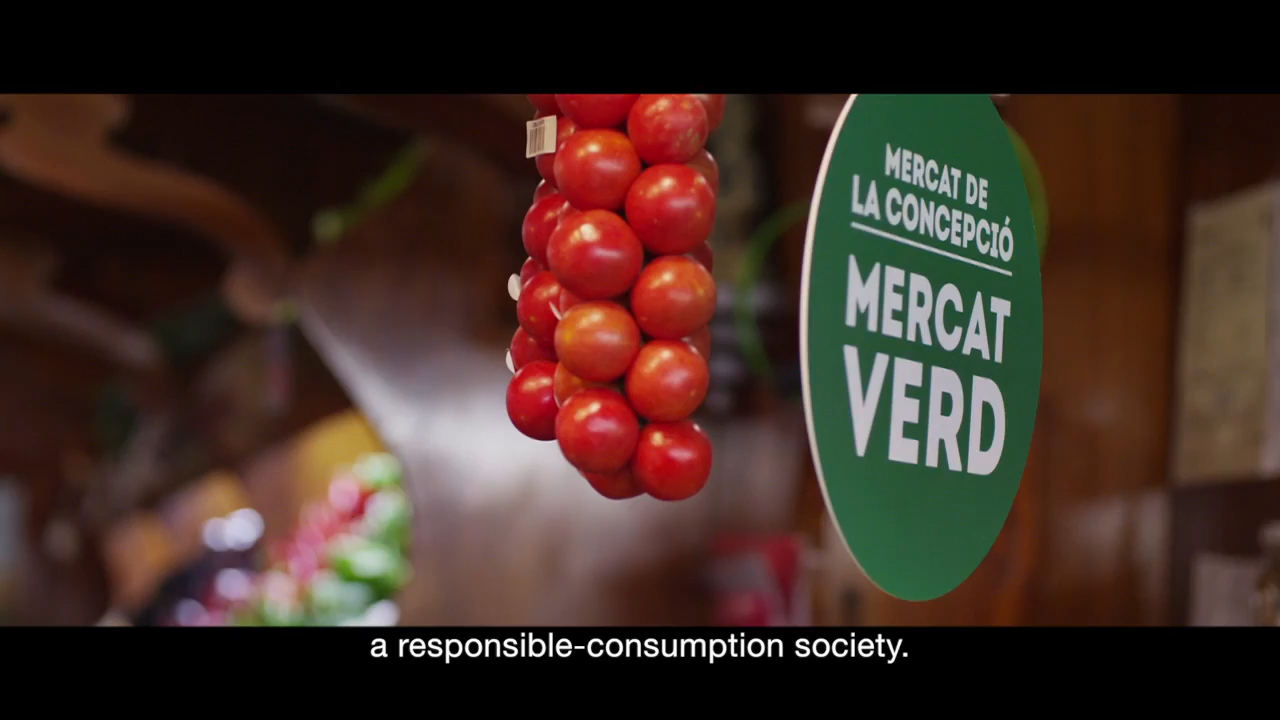 MERCAT DE
LA CONCEPCIÓ
MERCAT
VERD
a responsible-consumption society.